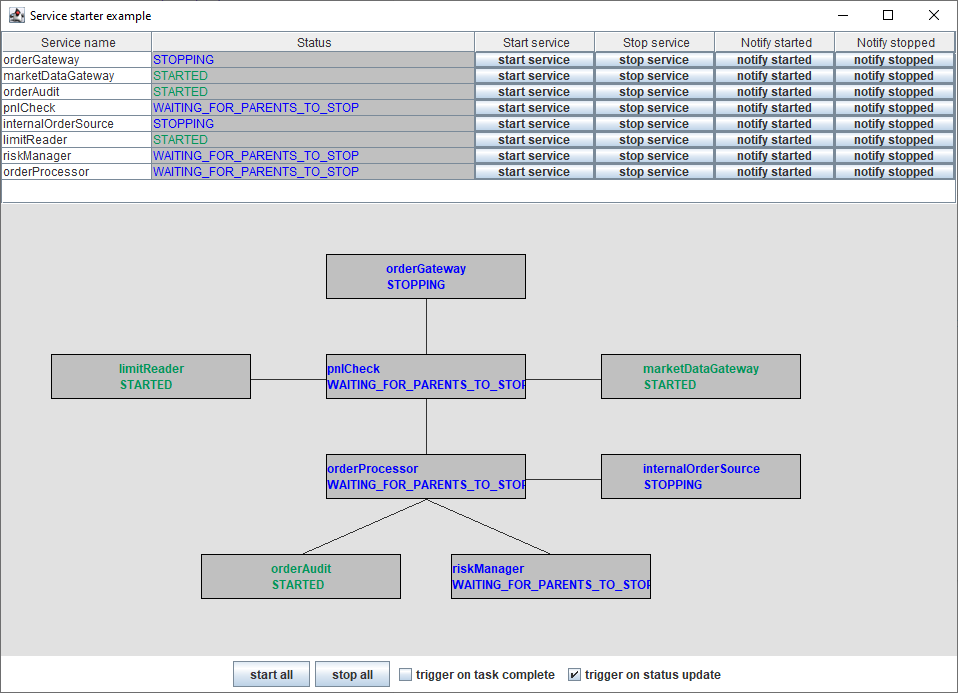 Service starter example
Service name Status Start service Stop service Notify started Notify stopped
orderGateway STOPPING start service stop service notify started notify stopped
marketDataGateway STARTED start service stop service notify started notify stopped
orderAudit STARTED start service stop service notify started notify stopped
pnlCheck WAITING_FOR_PARENTS_TO_STOP start service stop service notify started notify stopped
internalOrderSource STOPPING start service stop service notify started notify stopped
limitReader STARTED start service stop service notify started notify stopped
riskManager WAITING_FOR_PARENTS_TO_STOP start service stop service notify started notify stopped
orderProcessor WAITING_FOR_PARENTS_TO_STOP start service stop service notify started notify stopped
orderGateway
STOPPING
limitReader
STARTED
pnlCheck
WAITING_FOR_PARENTS_TO_STOP
marketDataGateway
STARTED
orderProcessor
WAITING_FOR_PARENTS_TO_STOP
internalOrderSource
STOPPING
orderAudit
STARTED
riskManager
WAITING_FOR_PARENTS_TO_STOP
start all stop all trigger on task complete trigger on status update